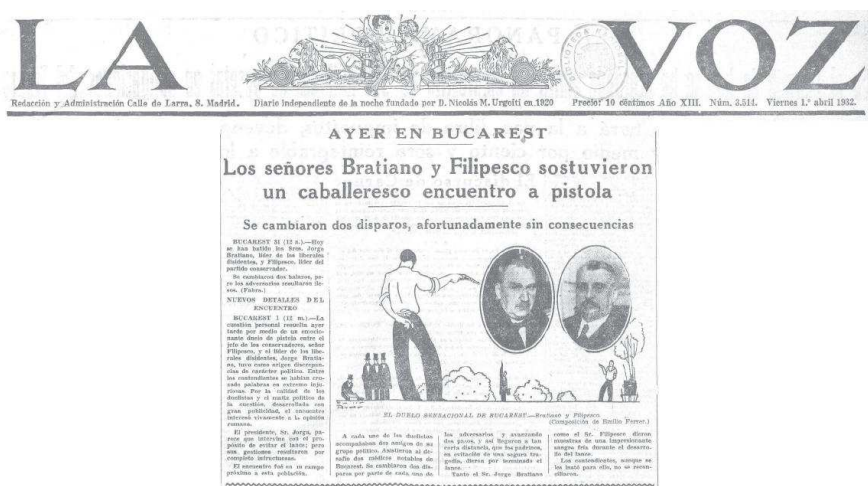 LA VOZ
Redacción y Administración Calle de Larra, 8. Madrid. Diario independiente de la noche fundado por D. Nicolás M. Urgoiti en 1920 Precio: 10 céntimos Año XIII. Núm. 3.514. Viernes 1.º abril 1932.
AYER EN BUCAREST
Los señores Bratiano y Filipesco sostuvieron
un caballeresco encuentro a pistola
Se cambiaron dos disparos, afortunadamente sin consecuencias
BUCAREST 31 (12 n.).—Hoy
se han batido los Sres. Jorge
Bratiano, líder de los liberales
disidentes, y Filipesco, líder del
partido conservador.
Se cambiaron dos balazos, pe-
ro los adversarios resultaron ile-
sos. (Fabra.)
NUEVOS DETALLES DEL
ENCUENTRO
BUCAREST 1 (12 m.).—La
cuestión personal resuelta ayer
tarde por medio de un emocio-
nante duelo de pistola entre el
jefe de los conservadores, señor
Filipesco, y el líder de los libe-
rales disidentes, Jorge Bratia-
no, tuvo como origen discrepan-
cias de carácter político. Entre
los contendientes se habían cru-
zado palabras en extremo inju-
riosas. Por la calidad de los
duelistas y el matiz político de
la cuestión, desarrollada con
gran publicidad, el encuentro
interesó vivamente a la opinión
rumana.
El presidente, Sr. Jorga, pa-
rece que intervino con el pro-
pósito de evitar el lance; pero
sus gestiones resultaron por
completo infructuosas.
El encuentro fué en un campo
próximo a esta población.
EL DUELO SENSACIONAL DE BUCAREST.—Bratiano y Filipesco.
(Composición de Emilio Ferrer.)
A cada uno de los duelistas
acompañaban dos amigos de su
grupo político. Asistieron al de-
safío dos médicos notables de
Bucarest. Se cambiaron dos dis-
paros por parte de cada uno de
los adversarios y avanzando
dos pasos, y así llegaron a tan
corta distancia, que los padrinos,
en evitación de una segura tra-
gedia, dieron por terminado el
lance.
Tanto el Sr. Jorge Bratiano
como el Sr. Filipesco dieron
muestras de una impresionante
sangre fría durante el desarro-
llo del lance.
Los contendientes, aunque se
les instó para ello, no se recon-
ciliaron.